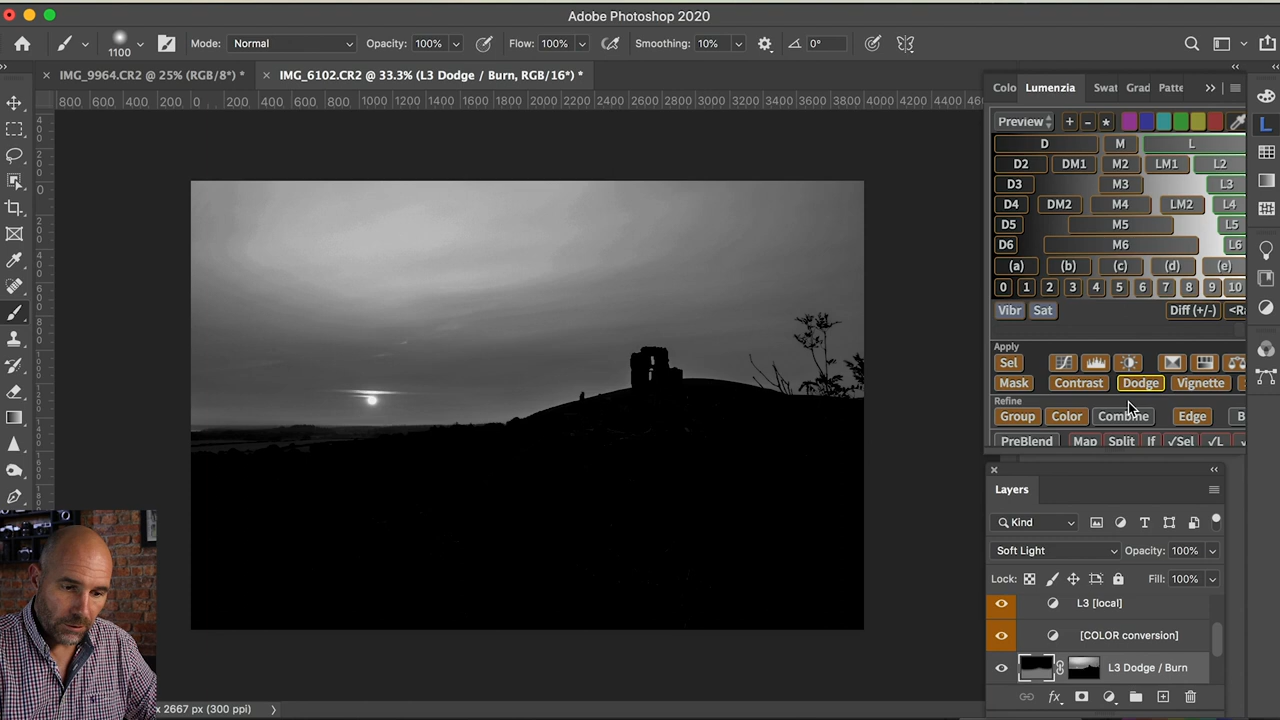 Adobe Photoshop 2020
1100 Mode: Normal Opacity: 100% Flow: 100% Smoothing: 10% 0°
IMG_9964.CR2 @ 25% (RGB/8*) * IMG_6102.CR2 @ 33.3% (L3 Dodge / Burn, RGB/16*) *
800 600 400 200 0 200 400 600 800 1000 1200 1400 1600 1800 2000 2200 2400 2600 2800 3000 3200 3400 3600 3800 4000 4200 4400 4600
Colo Lumenzia Swat Grad Patte
Preview + - *
D M L
D2 DM1 M2 LM1 L2
D3 M3 L3
D4 DM2 M4 LM2 L4
D5 M5 L5
D6 M6 L6
(a) (b) (c) (d) (e)
0 1 2 3 4 5 6 7 8 9 10
Vibr Sat Diff (+/-) <Ra
Apply
Sel
Mask Contrast Dodge Vignette
Refine
Group Color Combine Edge B
PreBlend Map Split If √Sel √L
Layers
Kind
Soft Light Opacity: 100%
Lock: Fill: 100%
L3 [local]
[COLOR conversion]
L3 Dodge / Burn
fx
x 2667 px (300 ppi)